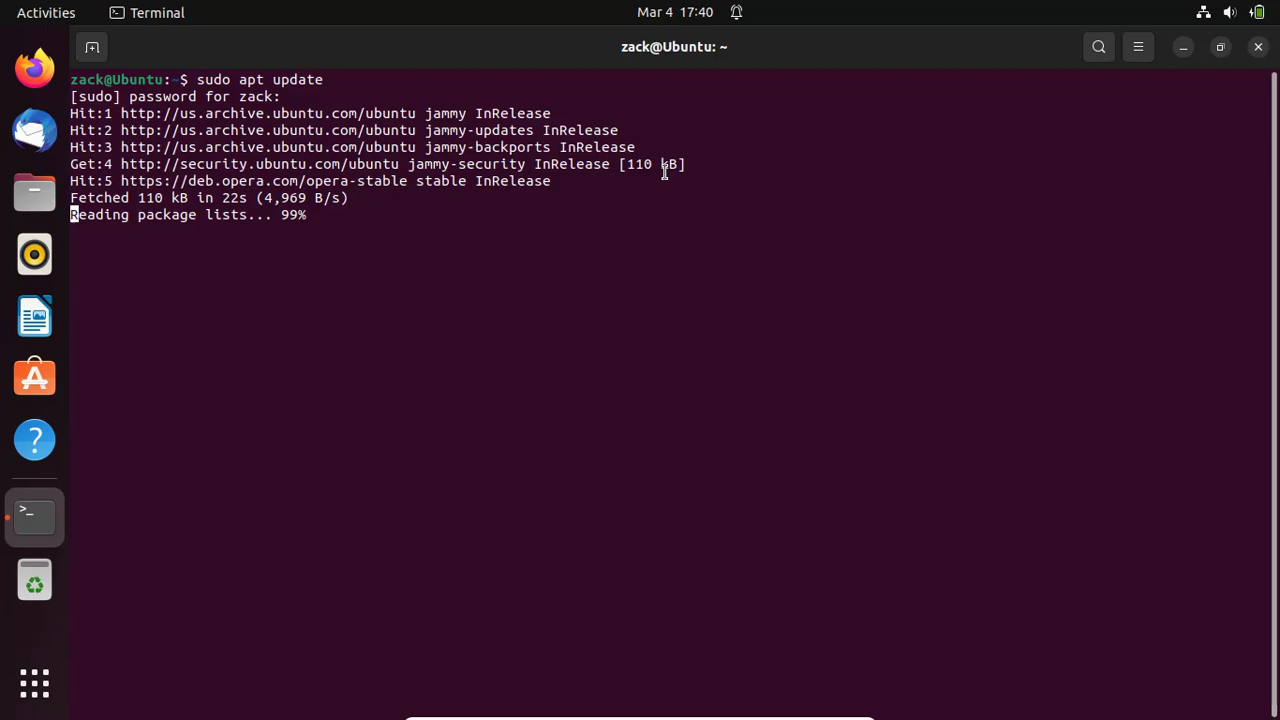 Activities
Terminal
Mar 4 17:40
zack@Ubuntu: ~
zack@Ubuntu:~$ sudo apt update
[sudo] password for zack:
Hit:1 http://us.archive.ubuntu.com/ubuntu jammy InRelease
Hit:2 http://us.archive.ubuntu.com/ubuntu jammy-updates InRelease
Hit:3 http://us.archive.ubuntu.com/ubuntu jammy-backports InRelease
Get:4 http://security.ubuntu.com/ubuntu jammy-security InRelease [110 kB]
Hit:5 https://deb.opera.com/opera-stable stable InRelease
Fetched 110 kB in 22s (4,969 B/s)
Reading package lists... 99%